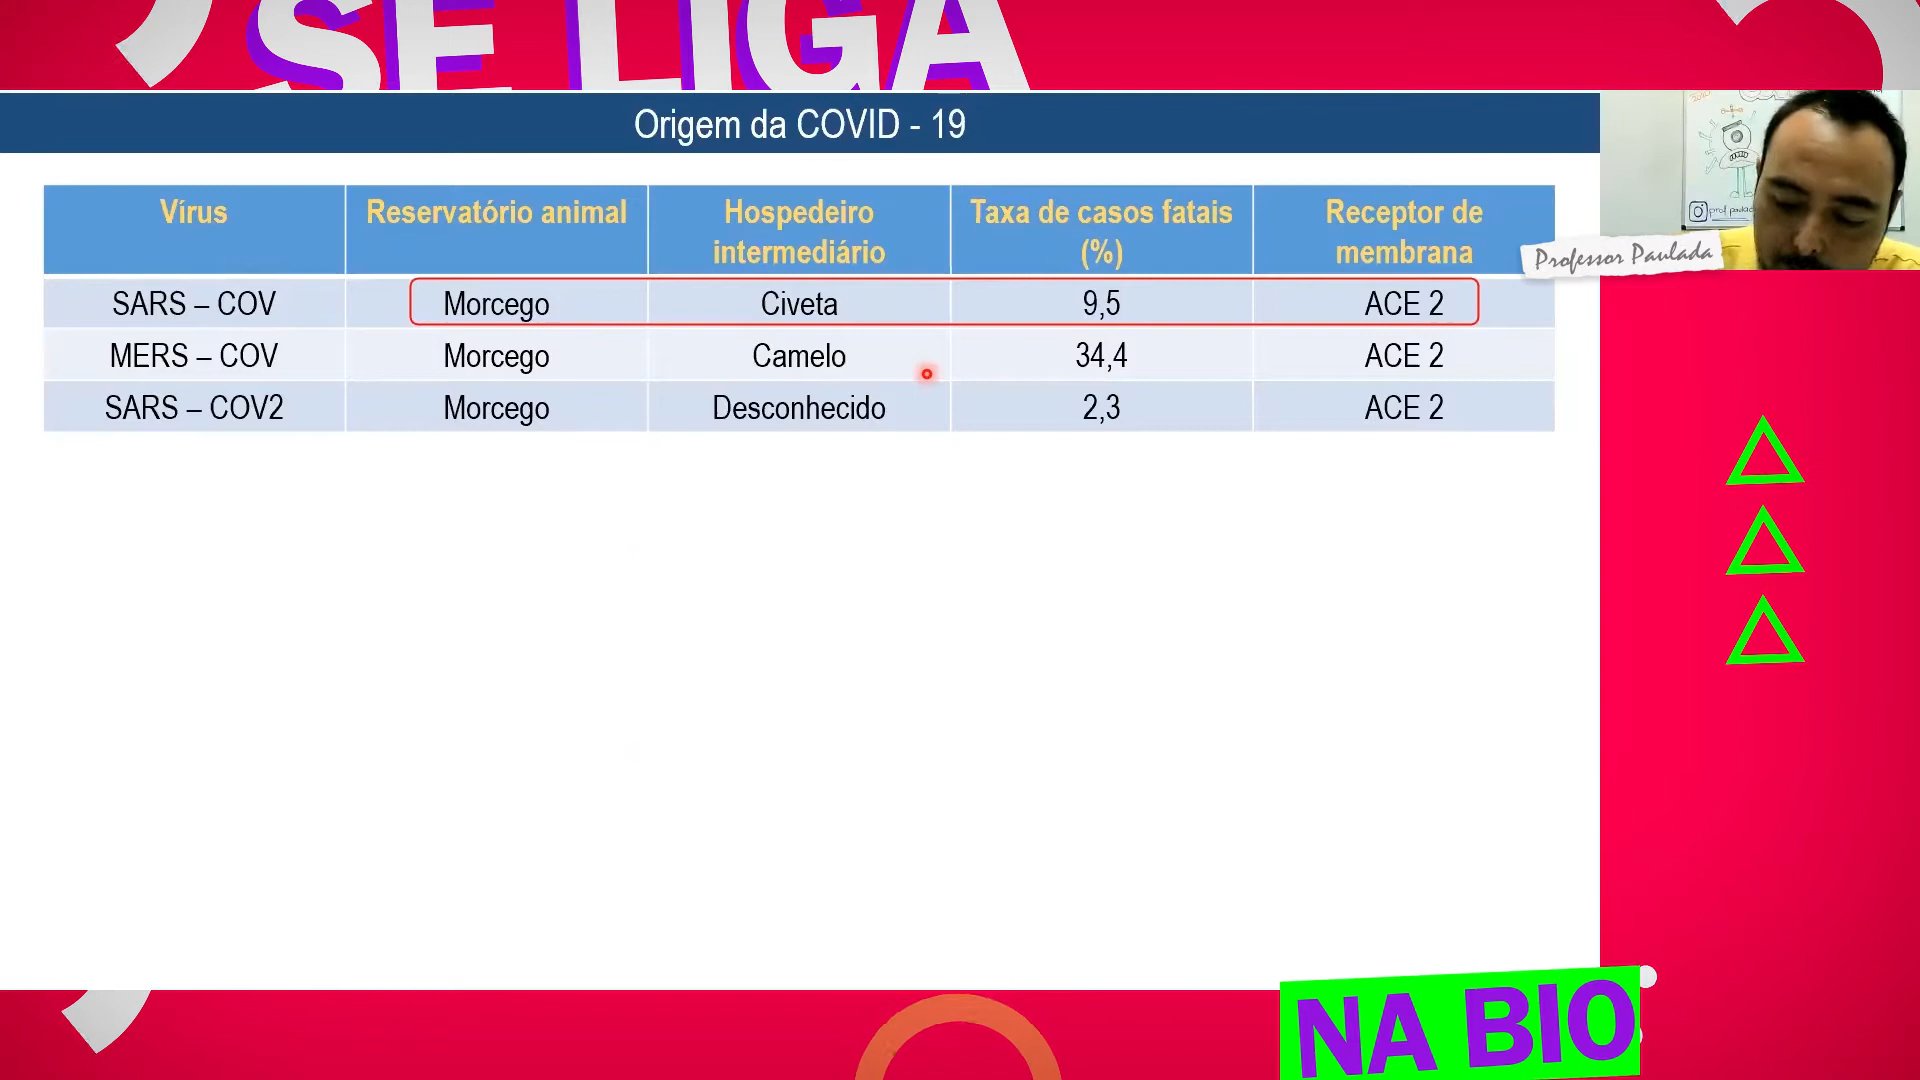 SE LIGA
Origem da COVID - 19
Vírus Reservatório animal Hospedeiro intermediário Taxa de casos fatais (%) Receptor de membrana
SARS – COV Morcego Civeta 9,5 ACE 2
MERS – COV Morcego Camelo 34,4 ACE 2
SARS – COV2 Morcego Desconhecido 2,3 ACE 2
Professor Paulada
NA BIO